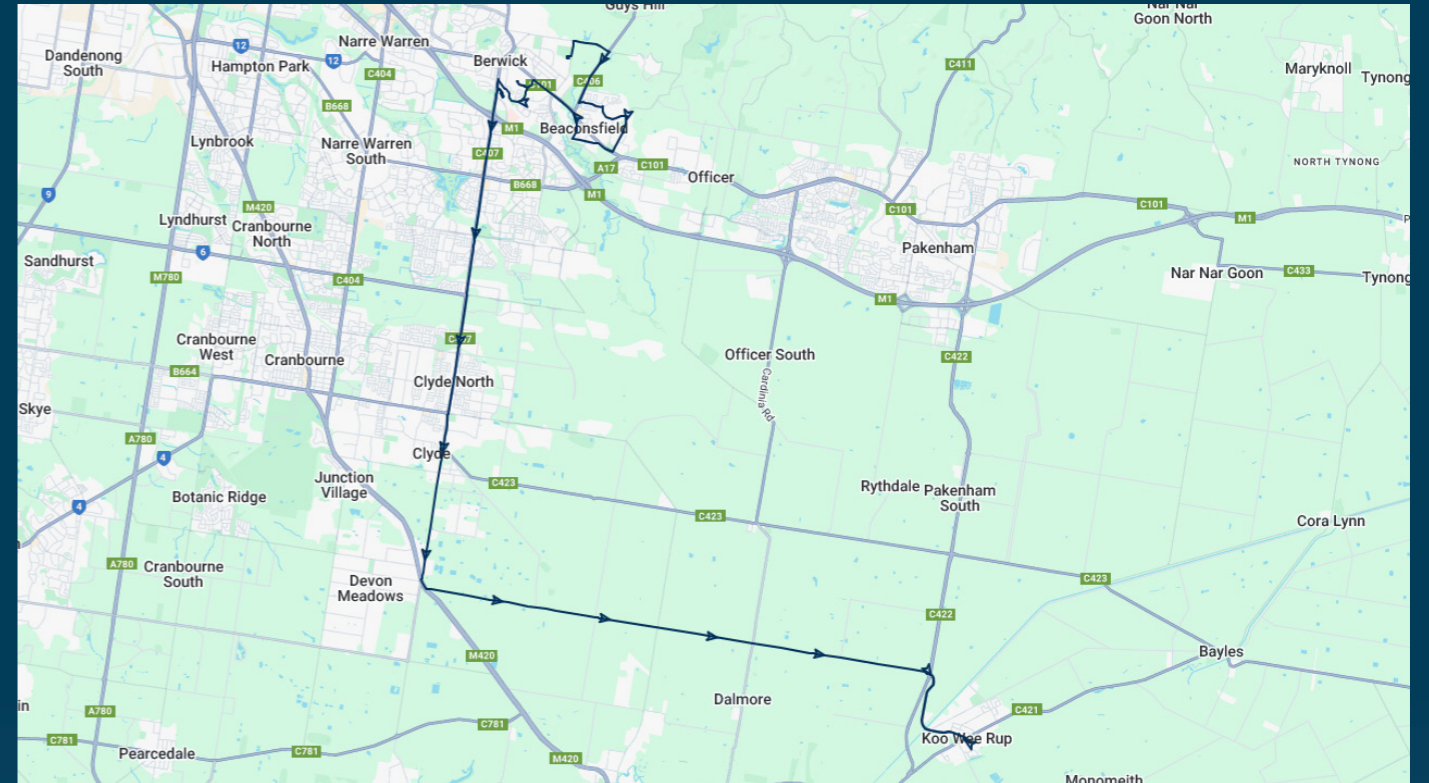 Guys Hill
Nar Nar
Goon North
Narre Warren
12
Dandenong
South
Hampton Park
12
C404
Berwick
C411
Maryknoll
Tynong
C406
B668
Lynbrook
Narre Warren
South
M1
Beaconsfield
C407
A17
C101
Officer
NORTH TYNONG
B668
M1
9
M420
Lyndhurst
Cranbourne
North
C101
C101
M1
Pakenham
6
Sandhurst
M780
C404
Nar Nar Goon
C433
Tynong
M1
Cranbourne
West
Cranbourne
Officer South
C422
B664
Clyde North
Cardinia Rd
Skye
A780
4
Clyde
Junction
Village
C423
Botanic Ridge
4
Rythdale
Pakenham
South
C423
Cora Lynn
A780
Cranbourne
South
Devon
Meadows
C423
C422
M420
Bayles
Dalmore
in
A780
C781
C421
C781
Pearcedale
C781
M420
Koo Wee Rup
Monomeith